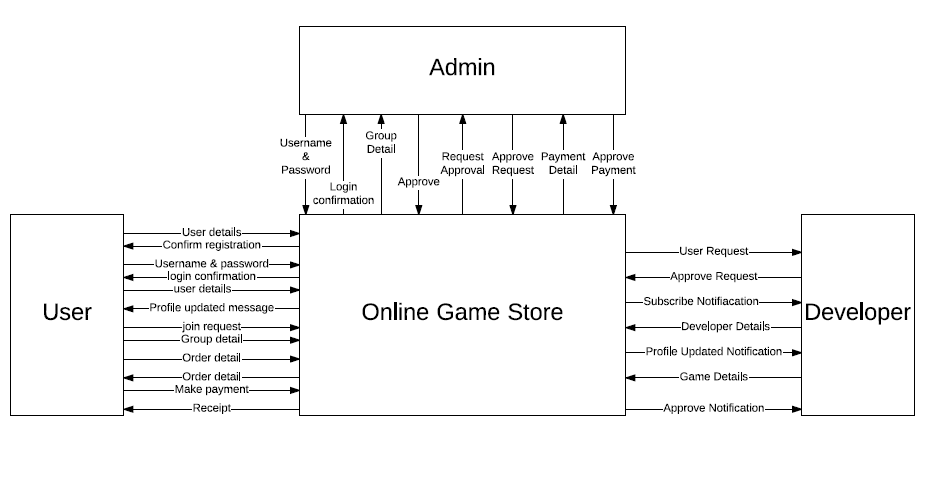 Admin
Username
&
Password
Login
confirmation
Group
Detail
Approve
Request
Approval
Approve
Request
Payment
Detail
Approve
Payment
User
User details
Confirm registration
Username & password
login confirmation
user details
Profile updated message
join request
Group detail
Order detail
Order detail
Make payment
Receipt
Online Game Store
User Request
Approve Request
Subscribe Notifiacation
Developer Details
Profile Updated Notification
Game Details
Approve Notification
Developer